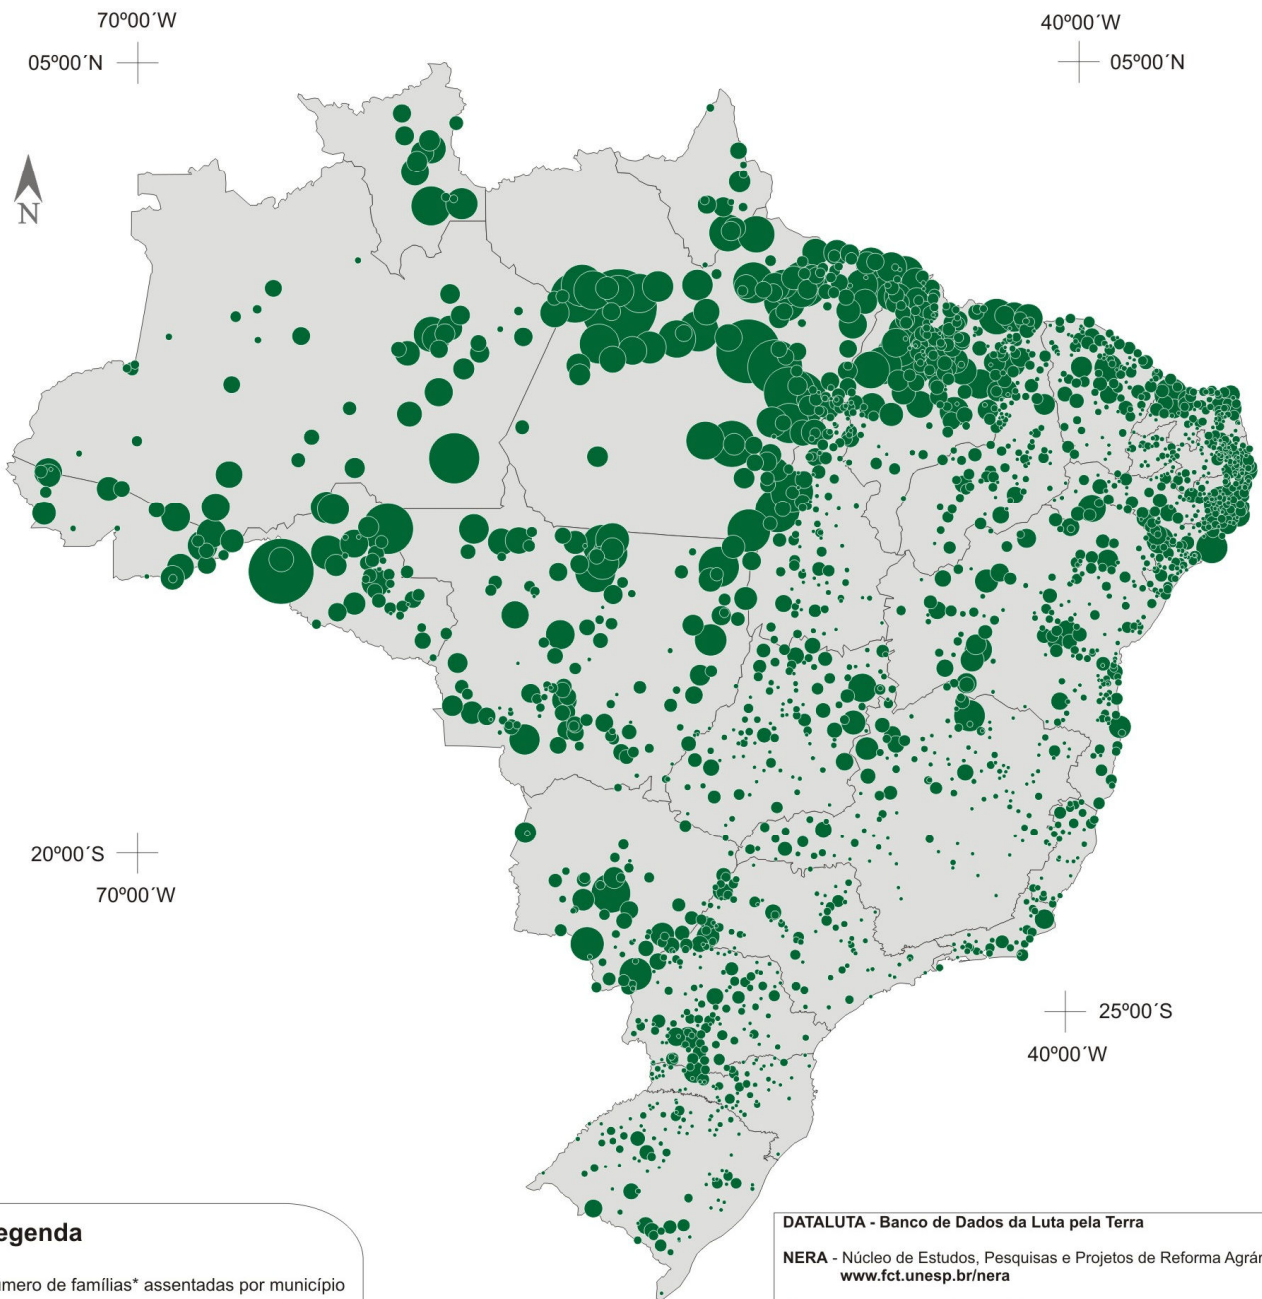 70º00´W
40º00´W
05º00´N
05º00´N
N
20º00´S
70º00´W
25º00´S
40º00´W
egenda
úmero de famílias* assentadas por município
DATALUTA - Banco de Dados da Luta pela Terra
NERA - Núcleo de Estudos, Pesquisas e Projetos de Reforma Agrár
www.fct.unesp.br/nera